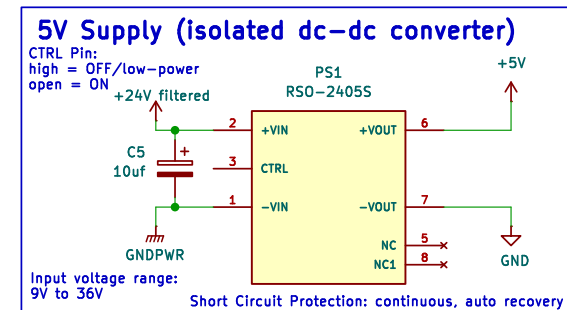 5V Supply (isolated dc-dc converter)
CTRL Pin:
high = OFF/low-power
open = ON
+24V filtered
PS1
RSO-2405S
+5V
2
+VIN
+VOUT
6
C5
10uf
+
3
CTRL
1
-VIN
-VOUT
7
GNDPWR
NC
5
NC1
8
GND
Input voltage range:
9V to 36V
Short Circuit Protection: continuous, auto recovery